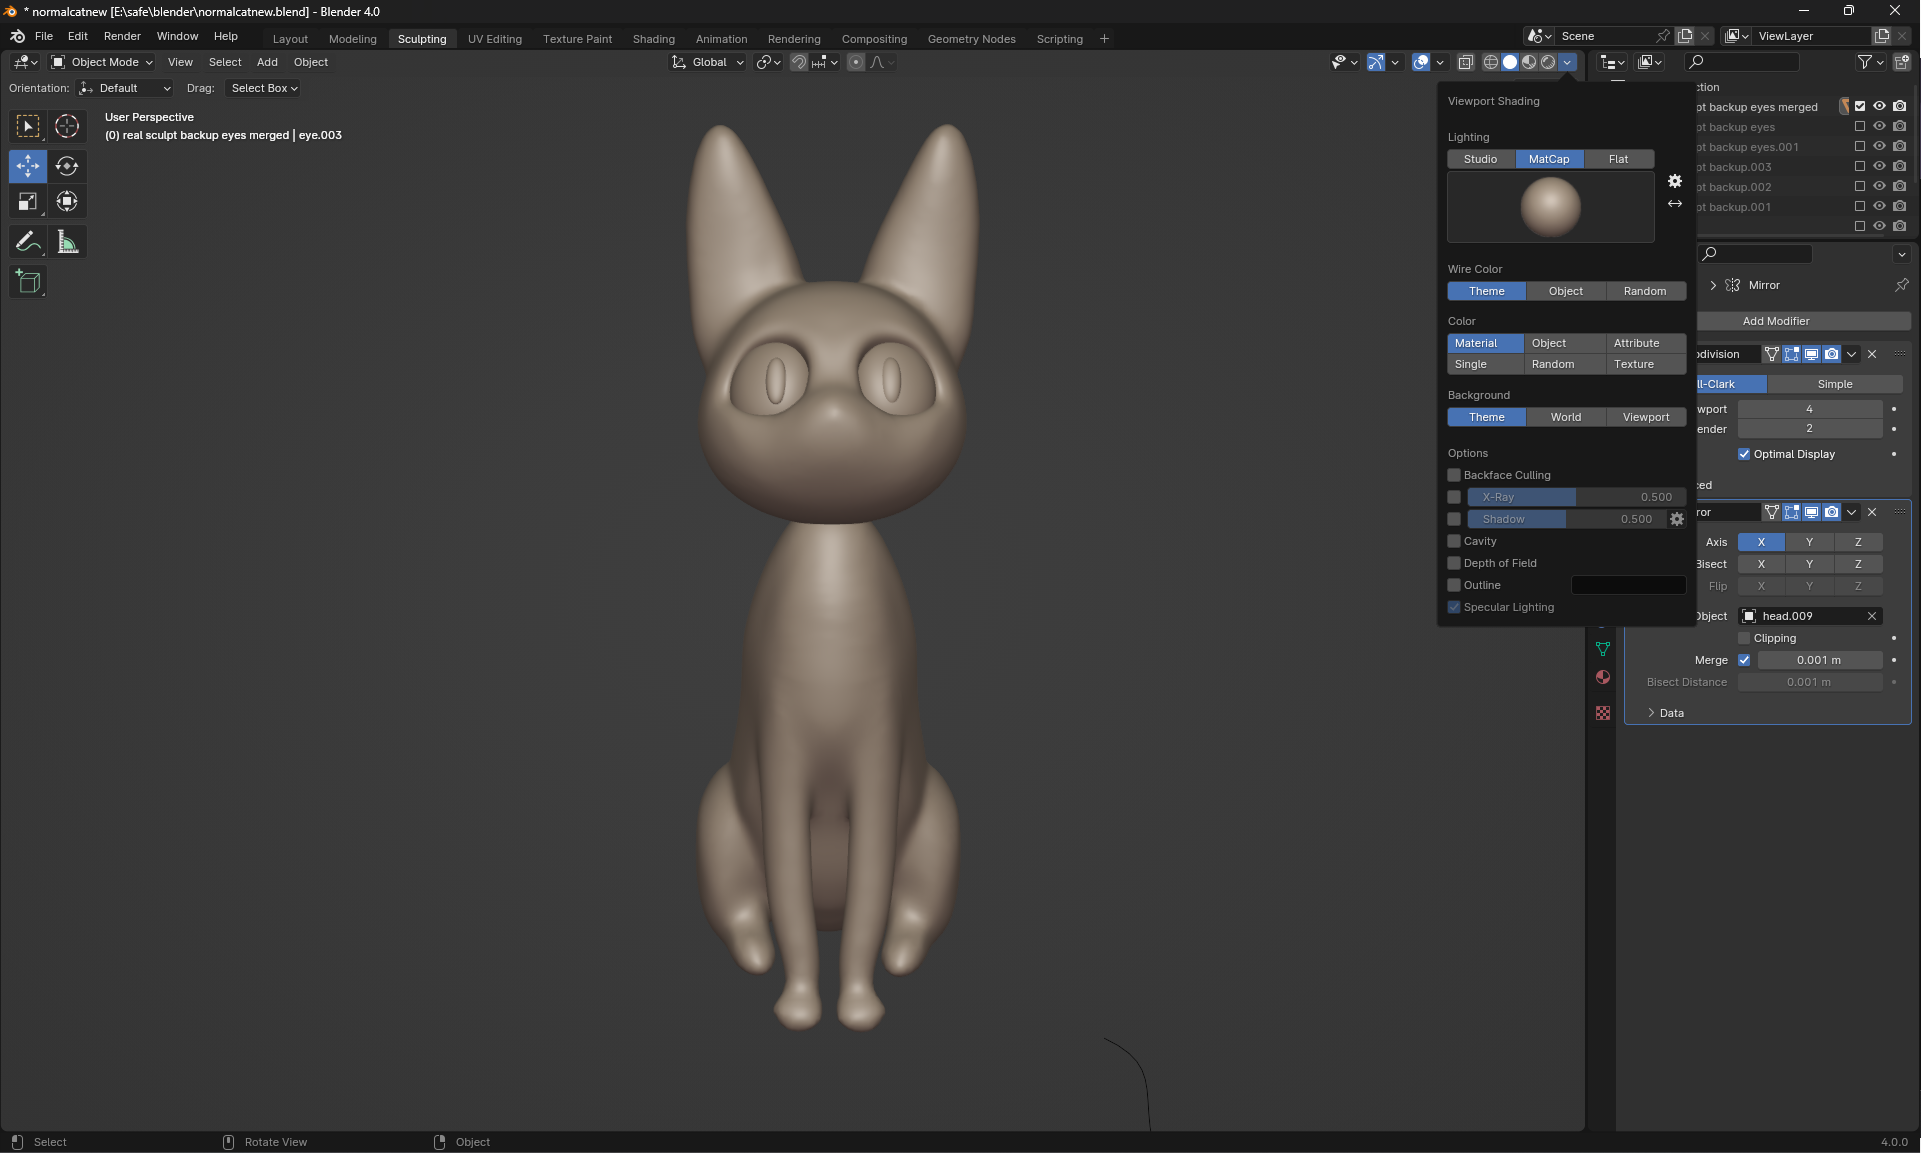 * normalcatnew [E:\safe\blender\normalcatnew.blend] - Blender 4.0
File Edit Render Window Help Layout Modeling Sculpting UV Editing Texture Paint Shading Animation Rendering Compositing Geometry Nodes Scripting + Scene ViewLayer
Object Mode View Select Add Object Global
Orientation: Default Drag: Select Box
User Perspective
(0) real sculpt backup eyes merged | eye.003
Viewport Shading
Lighting
Studio MatCap Flat
Wire Color
Theme Object Random
Color
Material Object Attribute
Single Random Texture
Background
Theme World Viewport
Options
Backface Culling
X-Ray 0.500
Shadow 0.500
Cavity
Depth of Field
Outline
Specular Lighting
ction
pt backup eyes merged
pt backup eyes
pt backup eyes.001
pt backup.003
pt backup.002
pt backup.001
Mirror
Add Modifier
bdivision
ll-Clark Simple
wport 4
ender 2
Optimal Display
ced
ror
Axis X Y Z
Bisect X Y Z
Flip X Y Z
Object head.009
Clipping
Merge 0.001 m
Bisect Distance 0.001 m
Data
Select Rotate View Object 4.0.0